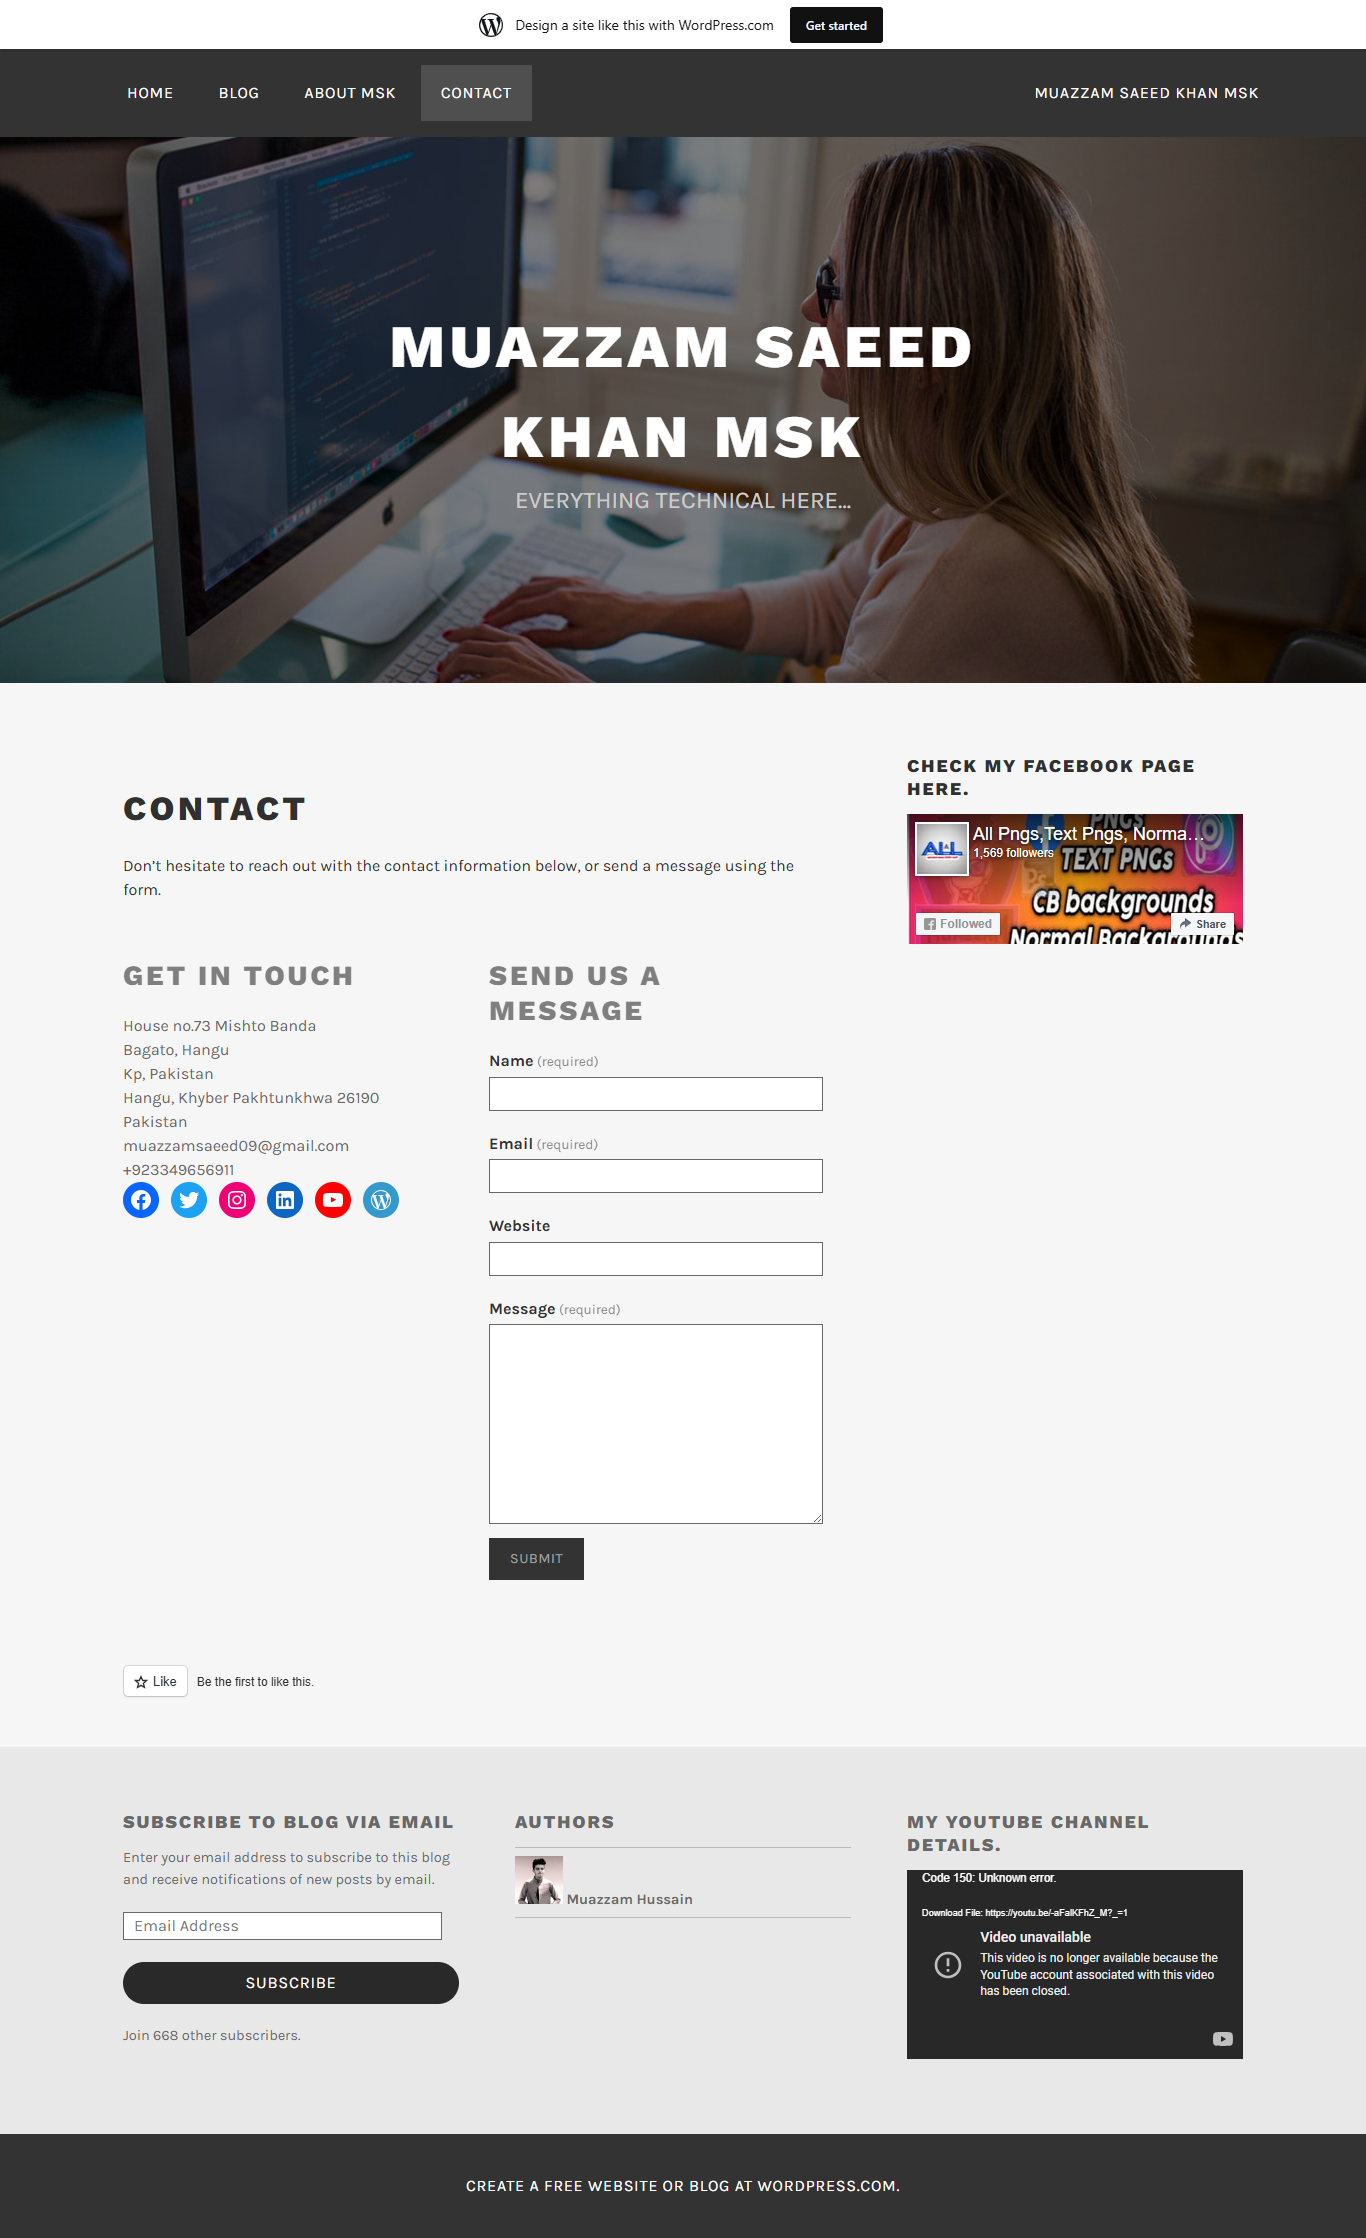 Design a site like this with WordPress.com
Get started
HOME
BLOG
ABOUT MSK
CONTACT
MUAZZAM SAEED KHAN MSK
MUAZZAM SAEED
KHAN MSK
EVERYTHING TECHNICAL HERE…
CONTACT
Don’t hesitate to reach out with the contact information below, or send a message using the
form.
GET IN TOUCH
House no.73 Mishto Banda
Bagato, Hangu
Kp, Pakistan
Hangu, Khyber Pakhtunkhwa 26190
Pakistan
muazzamsaeed09@gmail.com
+923349656911
SEND US A
MESSAGE
Name (required)
Email (required)
Website
Message (required)
SUBMIT
CHECK MY FACEBOOK PAGE
HERE.
ALL
All Pngs,Text Pngs, Norma…
1,569 followers
PNGS
TEXT PNGS
CB backgrounds
Normal Backgrounds
Followed
Share
Like
Be the first to like this.
SUBSCRIBE TO BLOG VIA EMAIL
Enter your email address to subscribe to this blog
and receive notifications of new posts by email.
Email Address
SUBSCRIBE
Join 668 other subscribers.
AUTHORS
Muazzam Hussain
MY YOUTUBE CHANNEL
DETAILS.
Code 150: Unknown error.
Download File: https://youtu.be/-aFalKFhZ_M?_=1
Video unavailable
This video is no longer available because the
YouTube account associated with this video
has been closed.
CREATE A FREE WEBSITE OR BLOG AT WORDPRESS.COM.